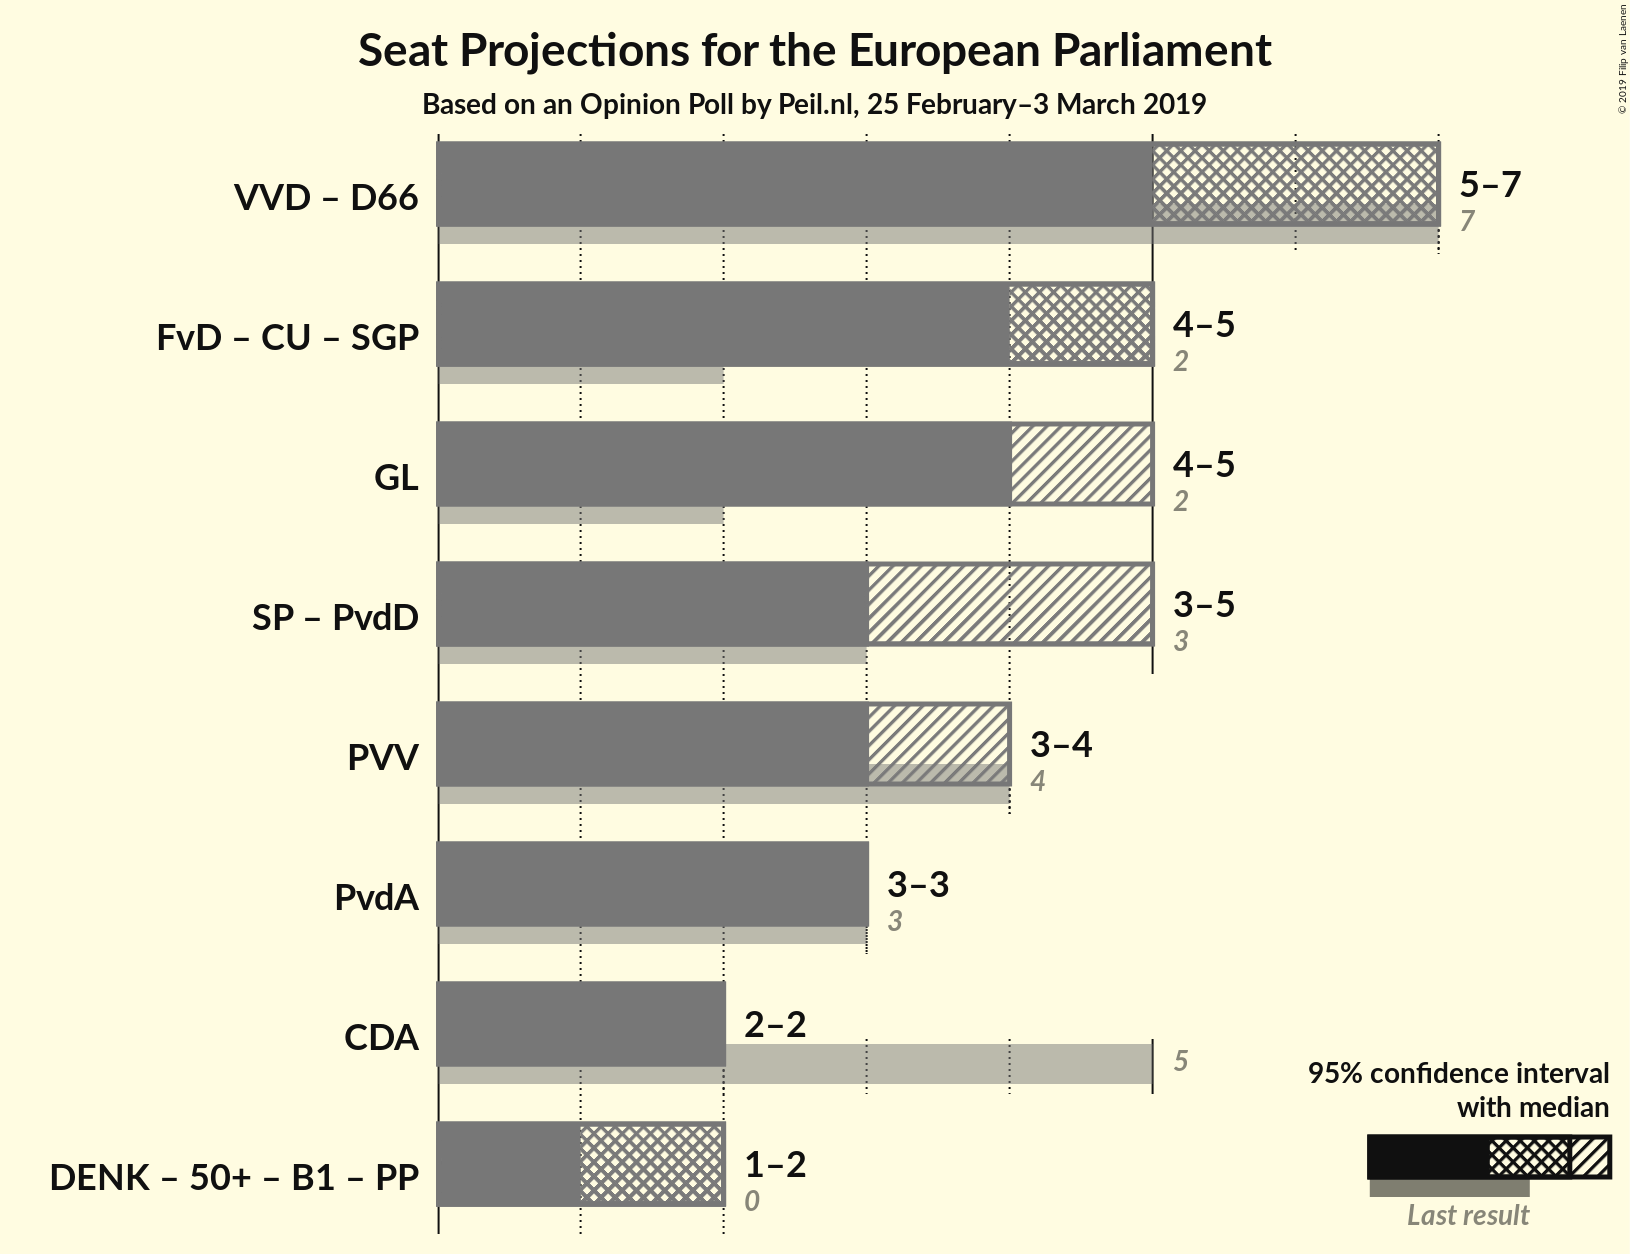 Seat Projections for the European Parliament
Based on an Opinion Poll by Peil.nl, 25 February–3 March 2019
© 2019 Filip van Laenen
VVD – D66
5–7
7
FvD – CU – SGP
4–5
2
GL
4–5
2
SP – PvdD
3–5
3
PVV
3–4
4
PvdA
3–3
3
CDA
2–2
5
DENK – 50+ – B1 – PP
1–2
0
95% confidence interval
with median
Last result